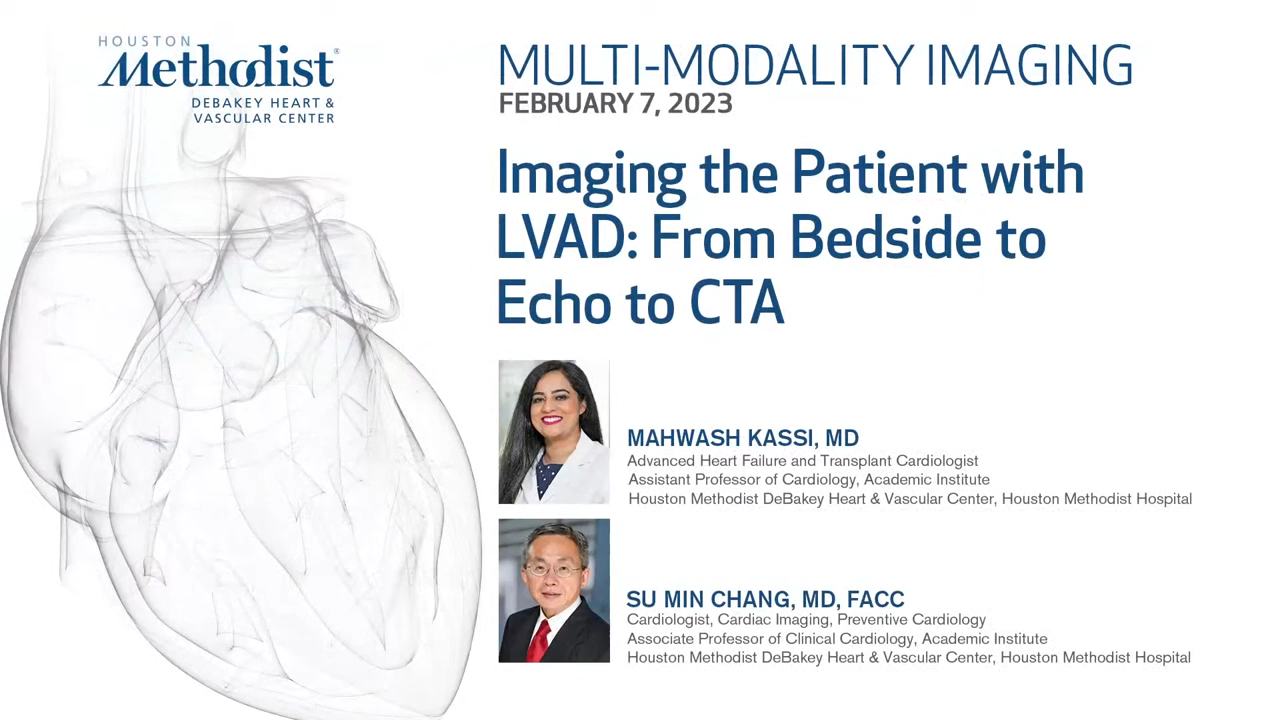 HOUSTON
Methodist®
DEBAKEY HEART &
VASCULAR CENTER
MULTI-MODALITY IMAGING
FEBRUARY 7, 2023
Imaging the Patient with
LVAD: From Bedside to
Echo to CTA
MAHWASH KASSI, MD
Advanced Heart Failure and Transplant Cardiologist
Assistant Professor of Cardiology, Academic Institute
Houston Methodist DeBakey Heart & Vascular Center, Houston Methodist Hospital
SU MIN CHANG, MD, FACC
Cardiologist, Cardiac Imaging, Preventive Cardiology
Associate Professor of Clinical Cardiology, Academic Institute
Houston Methodist DeBakey Heart & Vascular Center, Houston Methodist Hospital